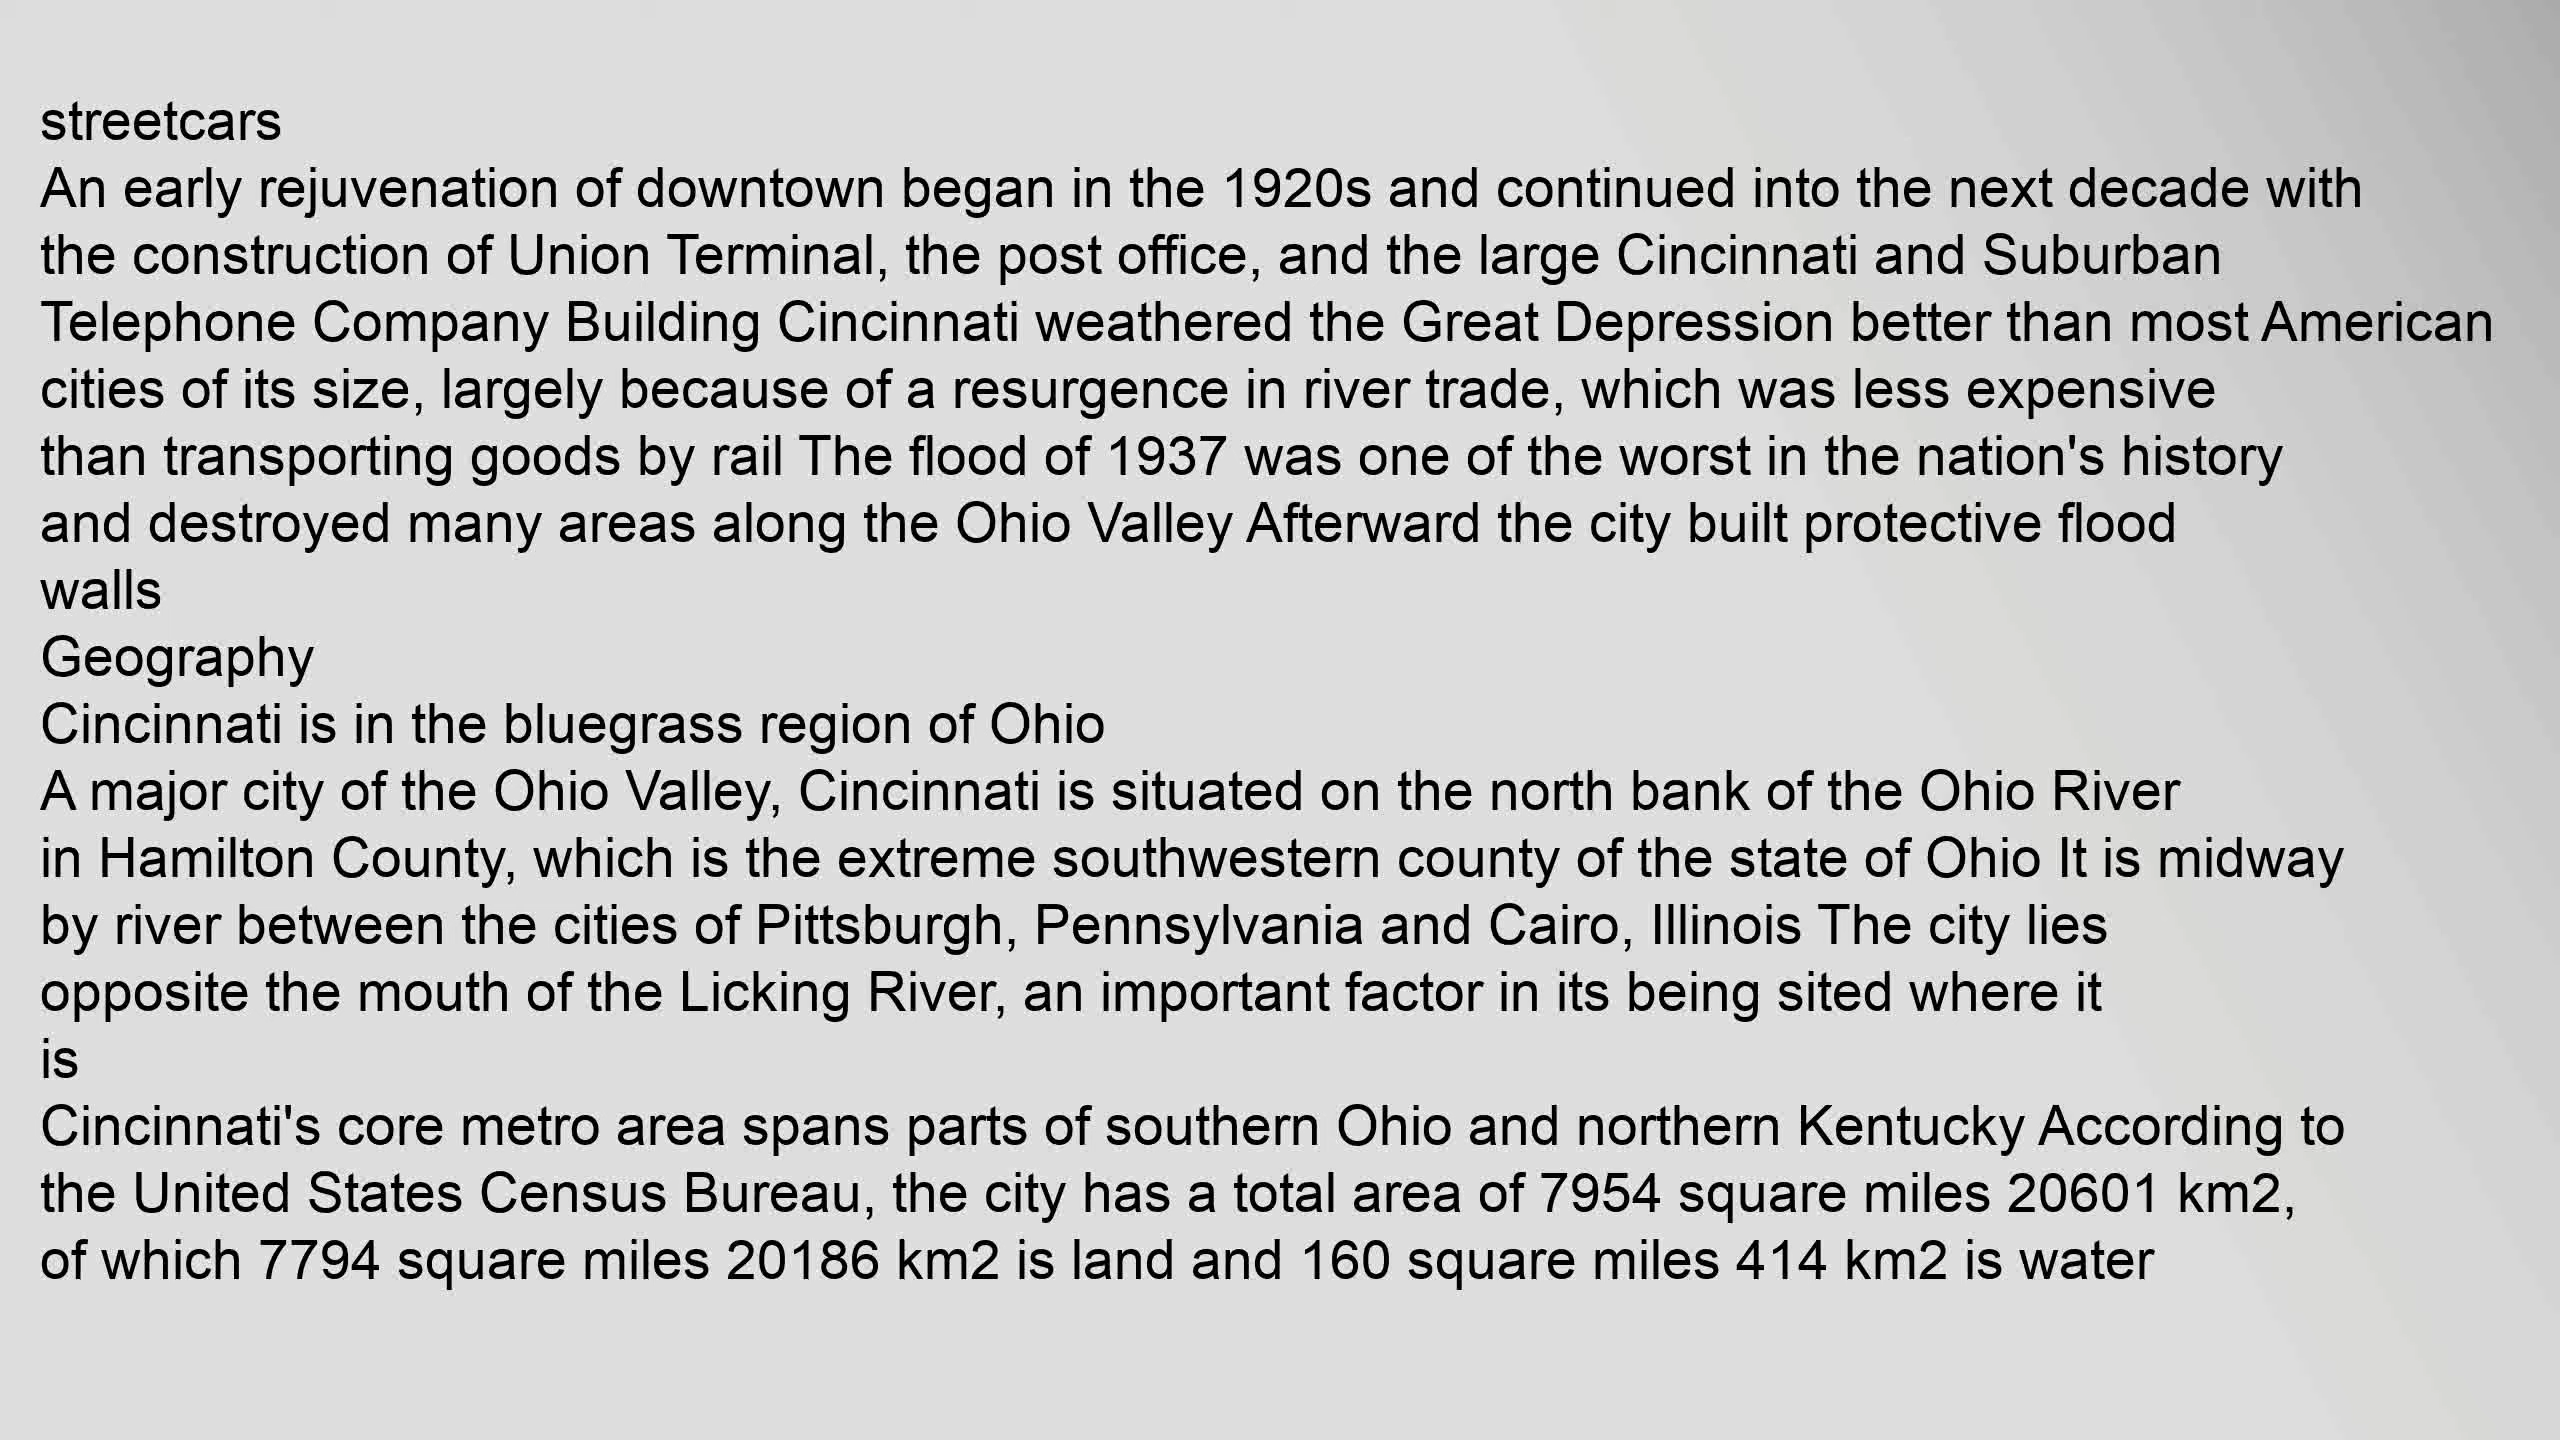 streetcars
An early rejuvenation of downtown began in the 1920s and continued into the next decade with
the construction of Union Terminal, the post office, and the large Cincinnati and Suburban
Telephone Company Building Cincinnati weathered the Great Depression better than most American
cities of its size, largely because of a resurgence in river trade, which was less expensive
than transporting goods by rail The flood of 1937 was one of the worst in the nation's history
and destroyed many areas along the Ohio Valley Afterward the city built protective flood
walls
Geography
Cincinnati is in the bluegrass region of Ohio
A major city of the Ohio Valley, Cincinnati is situated on the north bank of the Ohio River
in Hamilton County, which is the extreme southwestern county of the state of Ohio It is midway
by river between the cities of Pittsburgh, Pennsylvania and Cairo, Illinois The city lies
opposite the mouth of the Licking River, an important factor in its being sited where it
is
Cincinnati's core metro area spans parts of southern Ohio and northern Kentucky According to
the United States Census Bureau, the city has a total area of 7954 square miles 20601 km2,
of which 7794 square miles 20186 km2 is land and 160 square miles 414 km2 is water